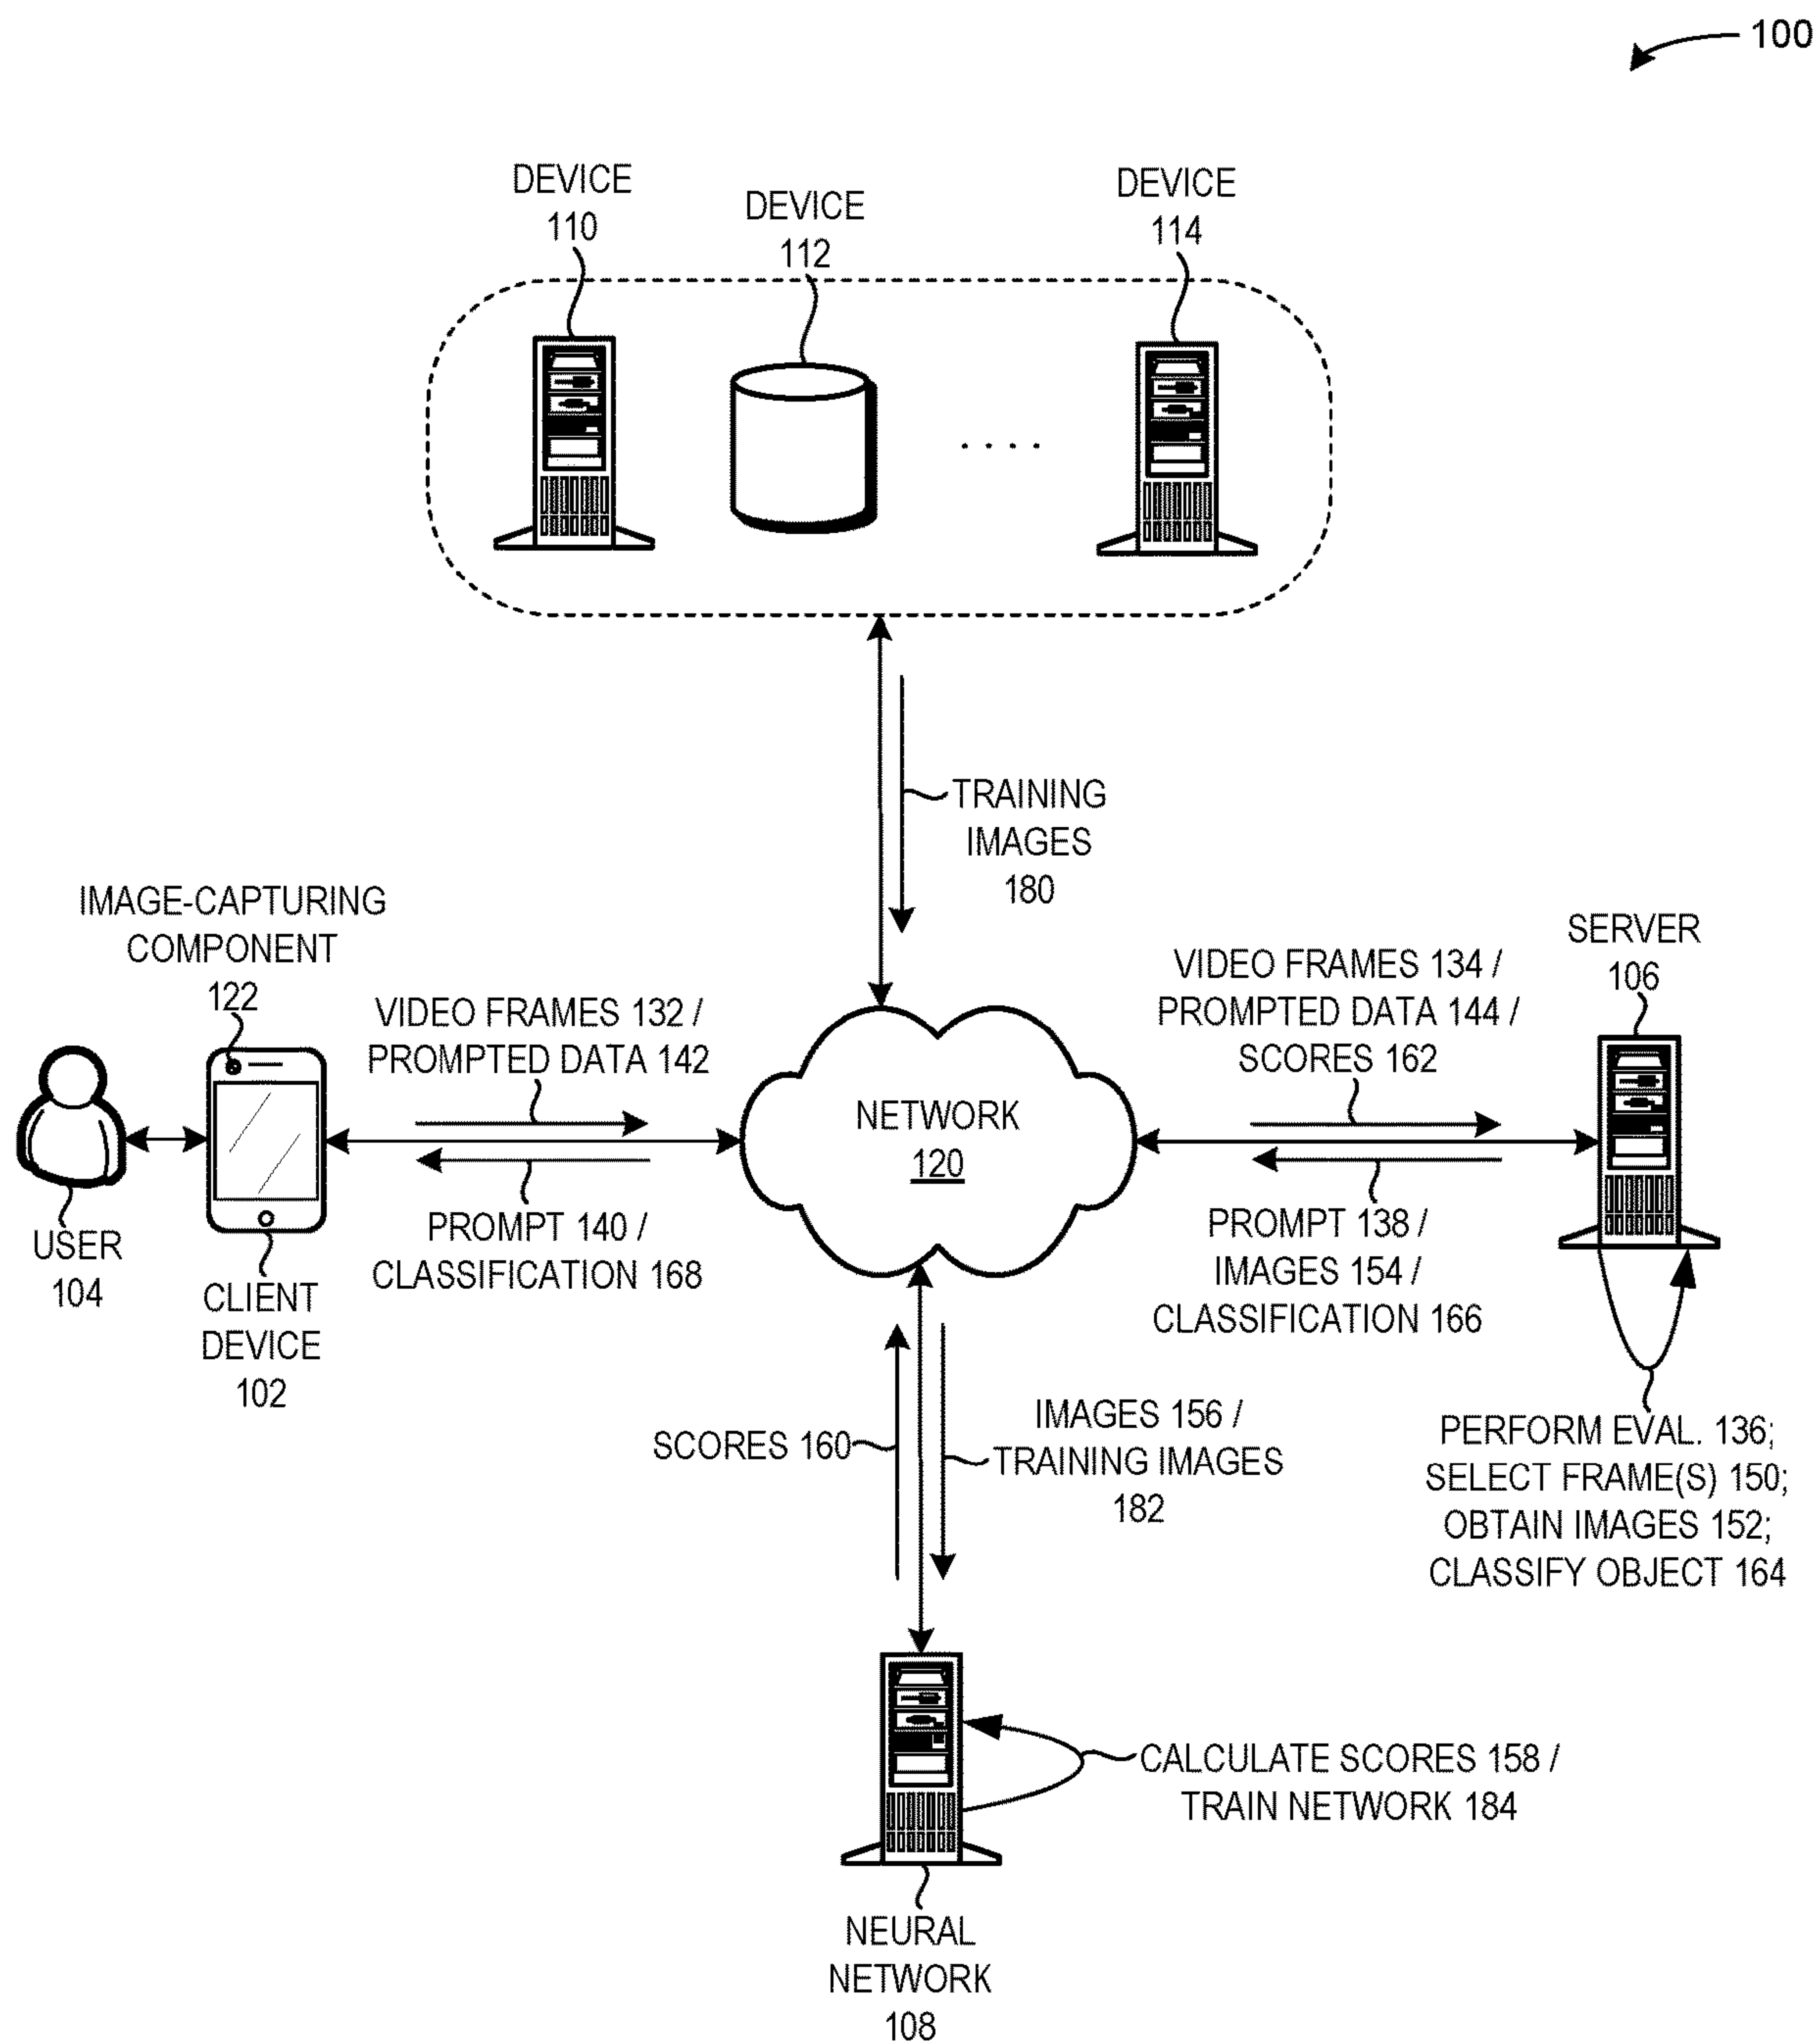 100
DEVICE
110
DEVICE
112
DEVICE
114
TRAINING
IMAGES
180
IMAGE-CAPTURING
COMPONENT
122
VIDEO FRAMES 132 /
PROMPTED DATA 142
VIDEO FRAMES 134 /
PROMPTED DATA 144 /
SCORES 162
SERVER
106
NETWORK
120
USER
104
CLIENT
DEVICE
102
PROMPT 140 /
CLASSIFICATION 168
PROMPT 138 /
IMAGES 154 /
CLASSIFICATION 166
SCORES 160
IMAGES 156 /
TRAINING IMAGES
182
PERFORM EVAL. 136;
SELECT FRAME(S) 150;
OBTAIN IMAGES 152;
CLASSIFY OBJECT 164
CALCULATE SCORES 158 /
TRAIN NETWORK 184
NEURAL
NETWORK
108